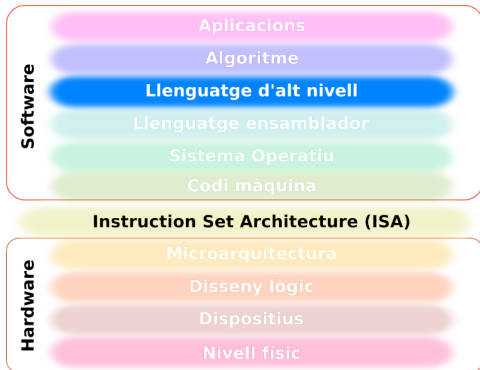 Software
Aplicacions
Algoritme
Llenguatge d'alt nivell
Llenguatge ensamblador
Sistema Operatiu
Codi màquina
Instruction Set Architecture (ISA)
Hardware
Microarquitectura
Disseny lògic
Dispositius
Nivell físic